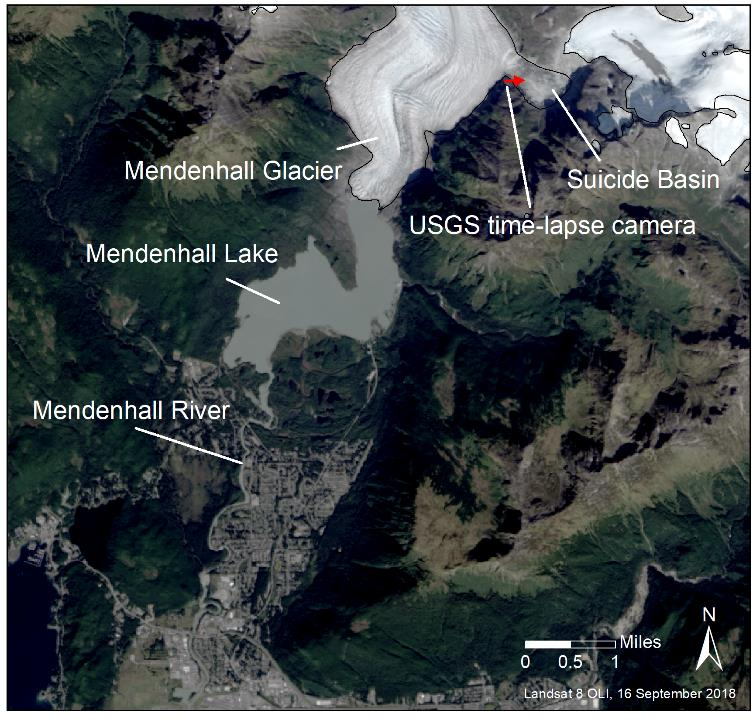 Mendenhall Glacier
Suicide Basin
USGS time-lapse camera
Mendenhall Lake
Mendenhall River
N
Miles
0 0.5 1
Landsat 8 OLI, 16 September 2018